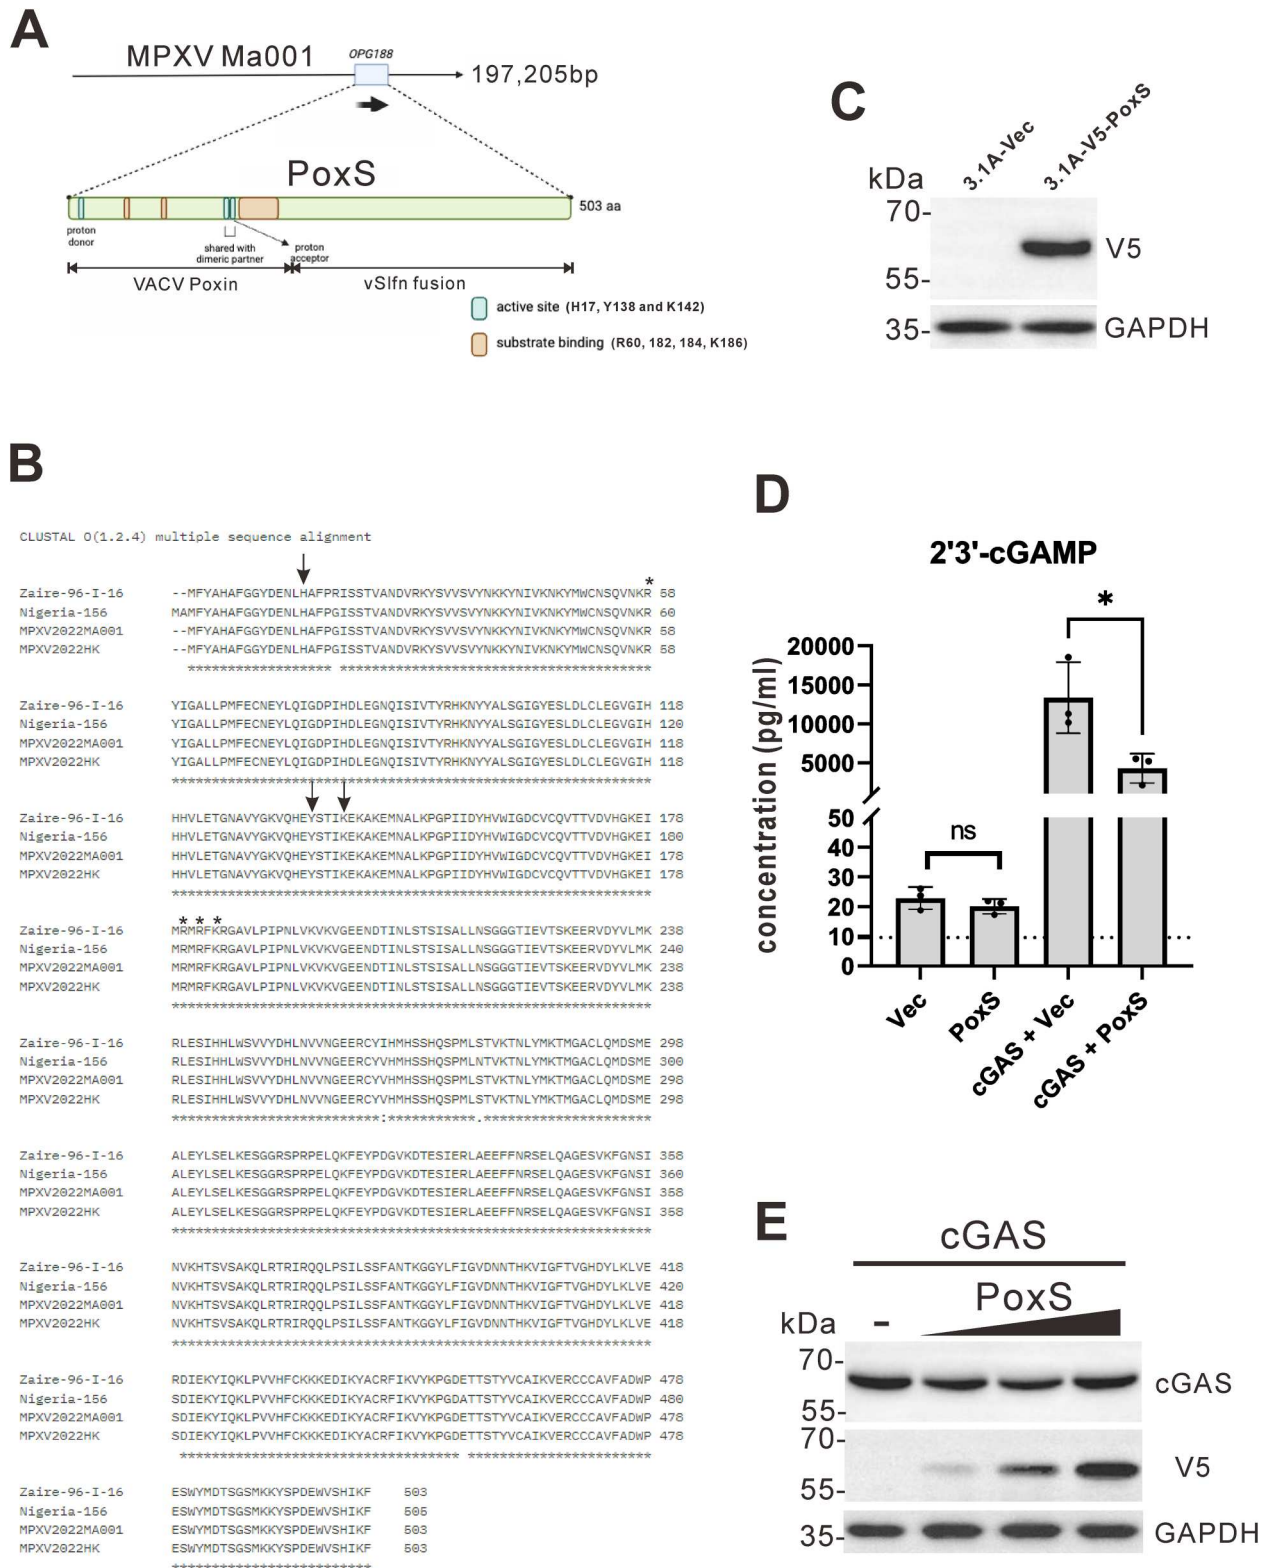 A
MPXV Ma001
OPG188
197,205bp
PoxS
503 aa
proton
donor
shared with
dimeric partner
proton
acceptor
VACV Poxin
vSlfn fusion
active site (H17, Y138 and K142)
substrate binding (R60, 182, 184, K186)
B
CLUSTAL O(1.2.4) multiple sequence alignment
*
Zaire-96-I-16 --MFYAHAFGGYDENLHAFPRISSTVANDVRKYSVVSVYNKKYNIVKNKYMWCNSQVNKR 58
Nigeria-156 MAMFYAHAFGGYDENLHAFPGISSTVANDVRKYSVVSVYNKKYNIVKNKYMWCNSQVNKR 60
MPXV2022MA001 --MFYAHAFGGYDENLHAFPGISSTVANDVRKYSVVSVYNKKYNIVKNKYMWCNSQVNKR 58
MPXV2022HK --MFYAHAFGGYDENLHAFPGISSTVANDVRKYSVVSVYNKKYNIVKNKYMWCNSQVNKR 58
****************** ***************************************
Zaire-96-I-16 YIGALLPMFECNEYLQIGDPIHDLEGNQISIVTYRHKNYYALSGIGYESLDLCLEGVGIH 118
Nigeria-156 YIGALLPMFECNEYLQIGDPIHDLEGNQISIVTYRHKNYYALSGIGYESLDLCLEGVGIH 120
MPXV2022MA001 YIGALLPMFECNEYLQIGDPIHDLEGNQISIVTYRHKNYYALSGIGYESLDLCLEGVGIH 118
MPXV2022HK YIGALLPMFECNEYLQIGDPIHDLEGNQISIVTYRHKNYYALSGIGYESLDLCLEGVGIH 118
************************************************************
Zaire-96-I-16 HHVLETGNAVYGKVQHEYSTIKEKAKEMNALKPGPIIDYHVWIGDCVCQVTTVDVHGKEI 178
Nigeria-156 HHVLETGNAVYGKVQHEYSTIKEKAKEMNALKPGPIIDYHVWIGDCVCQVTTVDVHGKEI 180
MPXV2022MA001 HHVLETGNAVYGKVQHEYSTIKEKAKEMNALKPGPIIDYHVWIGDCVCQVTTVDVHGKEI 178
MPXV2022HK HHVLETGNAVYGKVQHEYSTIKEKAKEMNALKPGPIIDYHVWIGDCVCQVTTVDVHGKEI 178
************************************************************
* * *
Zaire-96-I-16 MRMRFKRGAVLPIPNLVKVKVGEENDTINLSTSISALLNSGGGTIEVTSKEERVDYVLMK 238
Nigeria-156 MRMRFKRGAVLPIPNLVKVKVGEENDTINLSTSISALLNSGGGTIEVTSKEERVDYVLMK 240
MPXV2022MA001 MRMRFKRGAVLPIPNLVKVKVGEENDTINLSTSISALLNSGGGTIEVTSKEERVDYVLMK 238
MPXV2022HK MRMRFKRGAVLPIPNLVKVKVGEENDTINLSTSISALLNSGGGTIEVTSKEERVDYVLMK 238
************************************************************
Zaire-96-I-16 RLESIHHLWSVVYDHLNVVNGEERCYIHMHSSHQSPMLSTVKTNLYMKTMGACLQMDSME 298
Nigeria-156 RLESIHHLWSVVYDHLNVVNGEERCYVHMHSSHQSPMLNTVKTNLYMKTMGACLQMDSME 300
MPXV2022MA001 RLESIHHLWSVVYDHLNVVNGEERCYVHMHSSHQSPMLSTVKTNLYMKTMGACLQMDSME 298
MPXV2022HK RLESIHHLWSVVYDHLNVVNGEERCYVHMHSSHQSPMLSTVKTNLYMKTMGACLQMDSME 298
**************************:***********.*********************
Zaire-96-I-16 ALEYLSELKESGGRSPRPELQKFEYPDGVKDTESIERLAEEFFNRSELQAGESVKFGNSI 358
Nigeria-156 ALEYLSELKESGGRSPRPELQKFEYPDGVKDTESIERLAEEFFNRSELQAGESVKFGNSI 360
MPXV2022MA001 ALEYLSELKESGGRSPRPELQKFEYPDGVKDTESIERLAEEFFNRSELQAGESVKFGNSI 358
MPXV2022HK ALEYLSELKESGGRSPRPELQKFEYPDGVKDTESIERLAEEFFNRSELQAGESVKFGNSI 358
************************************************************
Zaire-96-I-16 NVKHTSVSAKQLRTRIRQQLPSILSSFANTKGGYLFIGVDNNTHKVIGFTVGHDYLKLVE 418
Nigeria-156 NVKHTSVSAKQLRTRIRQQLPSILSSFANTKGGYLFIGVDNNTHKVIGFTVGHDYLKLVE 420
MPXV2022MA001 NVKHTSVSAKQLRTRIRQQLPSILSSFANTKGGYLFIGVDNNTHKVIGFTVGHDYLKLVE 418
MPXV2022HK NVKHTSVSAKQLRTRIRQQLPSILSSFANTKGGYLFIGVDNNTHKVIGFTVGHDYLKLVE 418
************************************************************
Zaire-96-I-16 RDIEKYIQKLPVVHFCKKKEDIKYACRFIKVYKPGDETTSTYVCAIKVERCCCAVFADWP 478
Nigeria-156 SDIEKYIQKLPVVHFCKKKEDIKYACRFIKVYKPGDATTSTYVCAIKVERCCCAVFADWP 480
MPXV2022MA001 SDIEKYIQKLPVVHFCKKKEDIKYACRFIKVYKPGDETTSTYVCAIKVERCCCAVFADWP 478
MPXV2022HK SDIEKYIQKLPVVHFCKKKEDIKYACRFIKVYKPGDETTSTYVCAIKVERCCCAVFADWP 478
*********************************** ***********************
Zaire-96-I-16 ESWYMDTSGSMKKYSPDEWVSHIKF 503
Nigeria-156 ESWYMDTSGSMKKYSPDEWVSHIKF 505
MPXV2022MA001 ESWYMDTSGSMKKYSPDEWVSHIKF 503
MPXV2022HK ESWYMDTSGSMKKYSPDEWVSHIKF 503
*************************
C
kDa
3.1A-Vec
3.1A-V5-PoxS
70-
V5
55-
35-
GAPDH
D
2'3'-cGAMP
*
concentration (pg/ml)
20000
15000
10000
5000
50
40
30
20
10
0
ns
Vec
PoxS
cGAS + Vec
cGAS + PoxS
E
cGAS
PoxS
kDa
-
70-
cGAS
55-
70-
V5
55-
35-
GAPDH